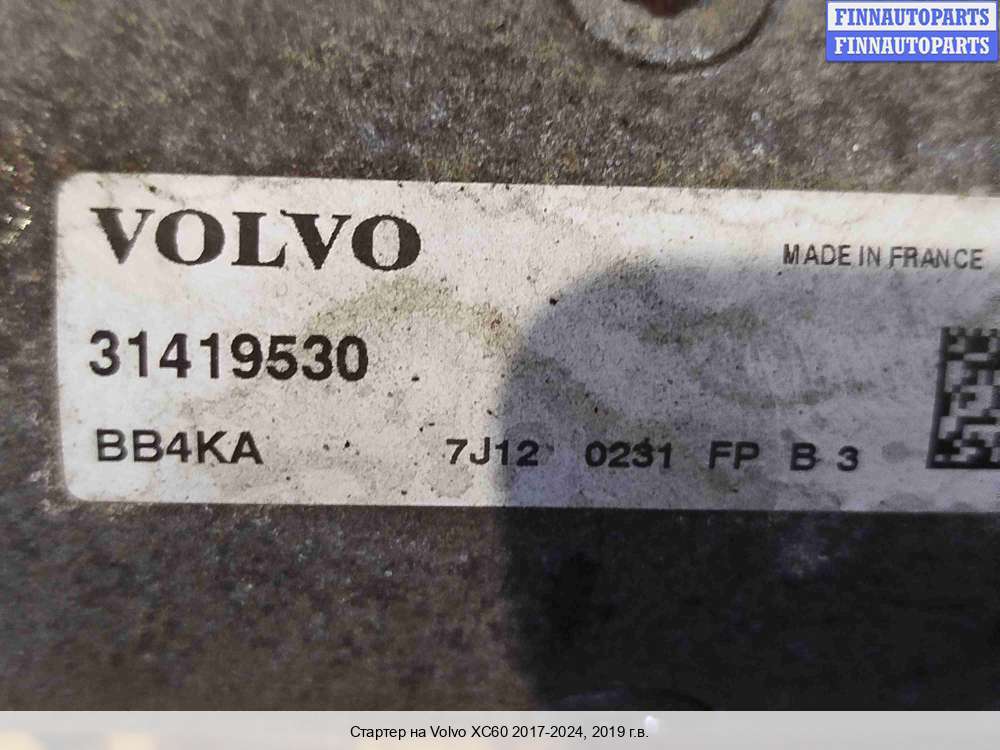 FINNAUTOPARTS
FINNAUTOPARTS
VOLVO
MADE IN FRANCE
31419530
BB4KA 7J12 0231 FP B 3
Стартер на Volvo XC60 2017-2024, 2019 г.в.